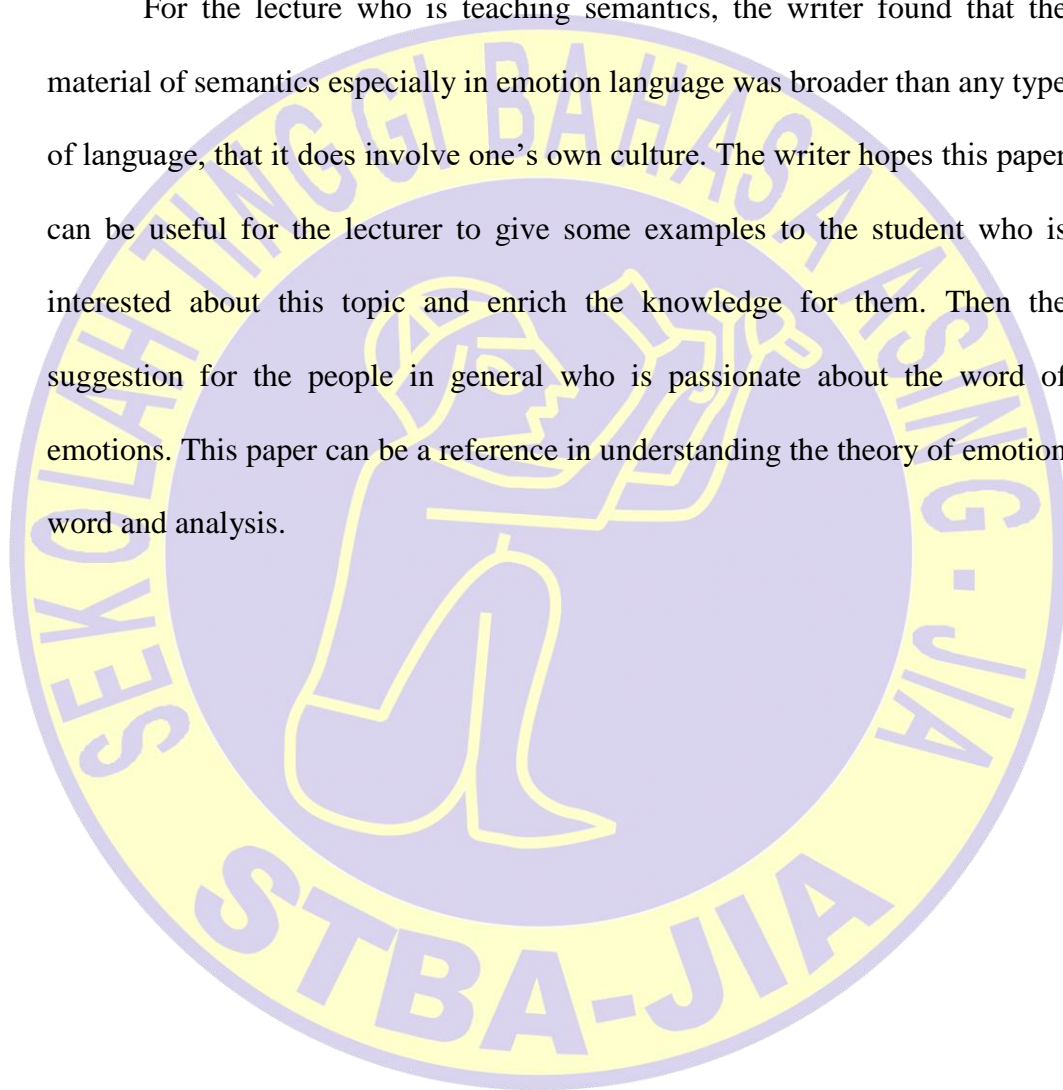 For the lecture who is teaching semantics, the writer found that the
material of semantics especially in emotion language was broader than any type
of language, that it does involve one’s own culture. The writer hopes this paper
can be useful for the lecturer to give some examples to the student who is
interested about this topic and enrich the knowledge for them. Then the
suggestion for the people in general who is passionate about the word of
emotions. This paper can be a reference in understanding the theory of emotion
word and analysis.
SEKOLAH TINGGI BAHASA ASING - JIA
STBA-JIA